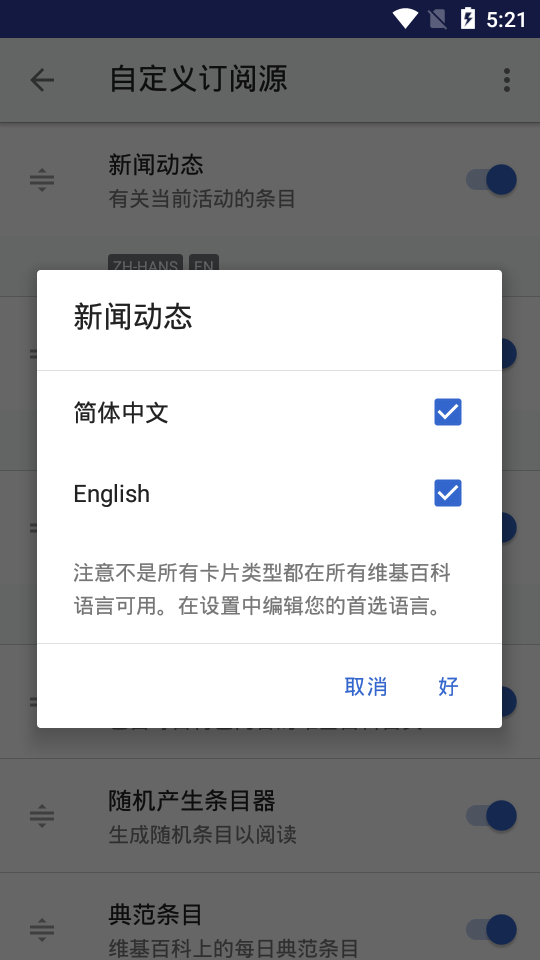 5:21
自定义订阅源
新闻动态
有关当前活动的条目
ZH-HANS EN
新闻动态
简体中文
English
注意不是所有卡片类型都在所有维基百科
语言可用。在设置中编辑您的首选语言。
取消 好
随机产生条目器
生成随机条目以阅读
典范条目
维基百科上的每日典范条目